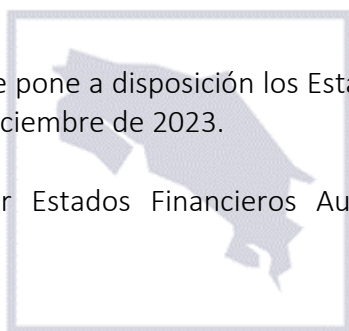 e pone a disposición los Esta
ciembre de 2023.
r Estados Financieros Au